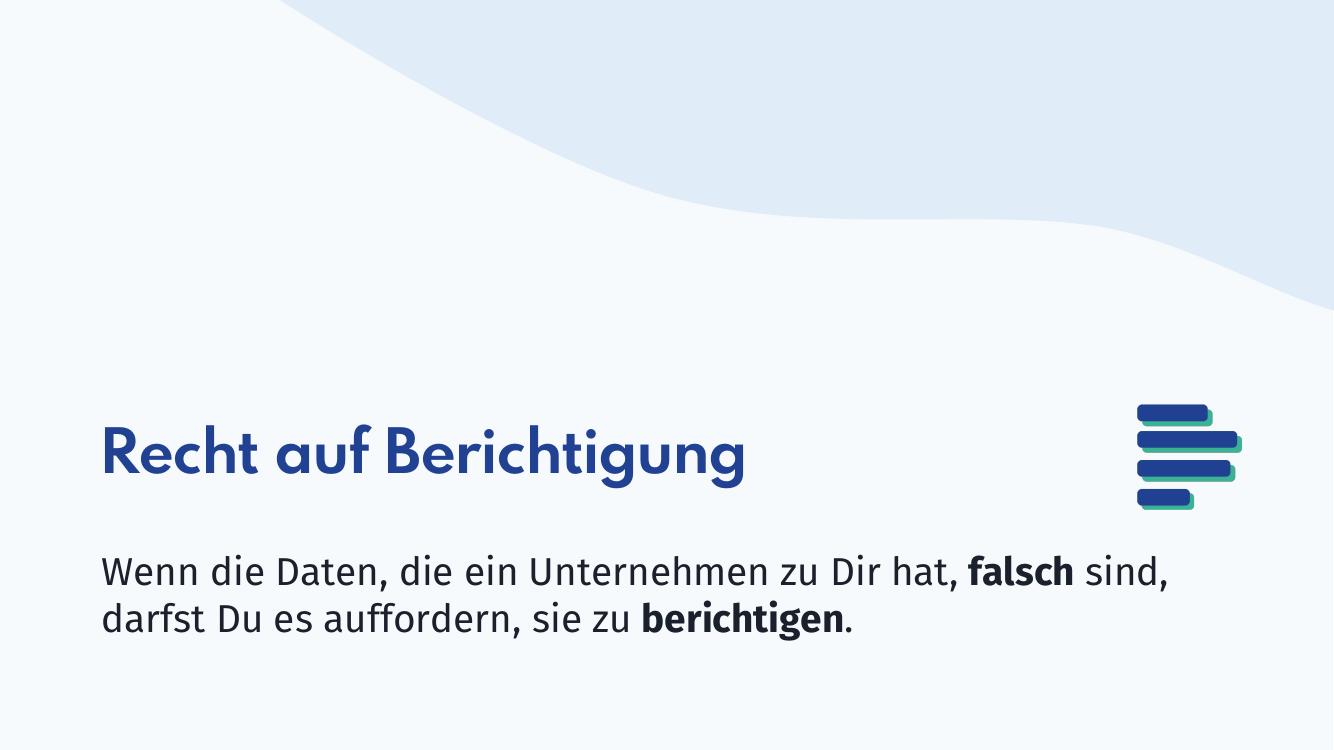 Recht auf Berichtigung
Wenn die Daten, die ein Unternehmen zu Dir hat, falsch sind,
darfst Du es auffordern, sie zu berichtigen.